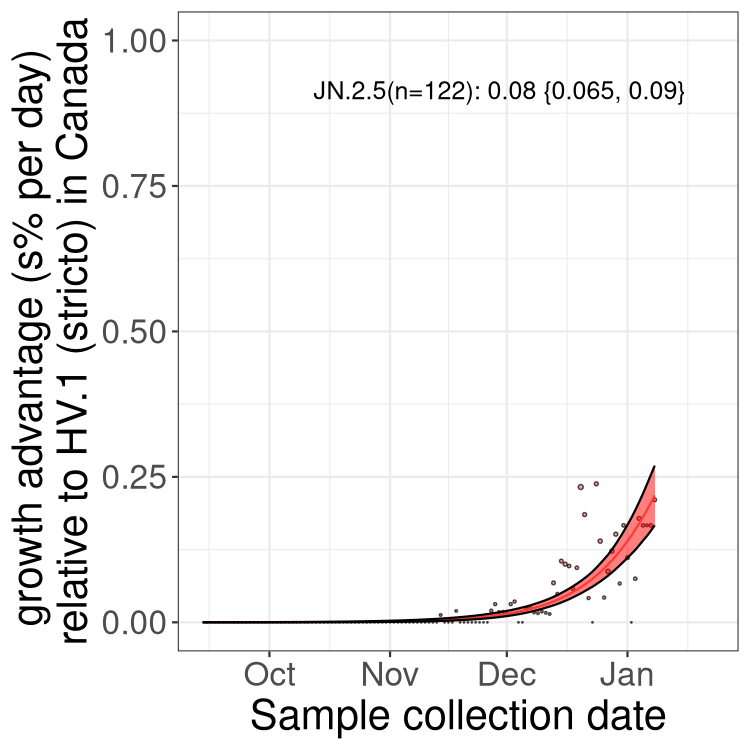 growth advantage (s% per day)
relative to HV.1 (stricto) in Canada
1.00
0.75
0.50
0.25
0.00
JN.2.5(n=122): 0.08 {0.065, 0.09}
Oct Nov Dec Jan
Sample collection date